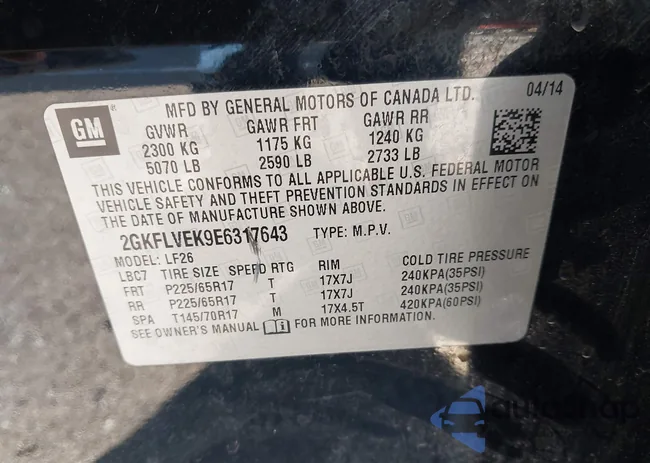 GM
MFD BY GENERAL MOTORS OF CANADA LTD. 04/14
GVWR GAWR FRT GAWR RR
2300 KG 1175 KG 1240 KG
5070 LB 2590 LB 2733 LB
THIS VEHICLE CONFORMS TO ALL APPLICABLE U.S. FEDERAL MOTOR
VEHICLE SAFETY AND THEFT PREVENTION STANDARDS IN EFFECT ON
THE DATE OF MANUFACTURE SHOWN ABOVE.
2GKFLVEK9E6317643 TYPE: M.P.V.
MODEL: LF26
LBC7 TIRE SIZE SPEED RTG RIM COLD TIRE PRESSURE
FRT P225/65R17 T 17X7J 240KPA(35PSI)
RR P225/65R17 T 17X7J 240KPA(35PSI)
SPA T145/70R17 M 17X4.5T 420KPA(60PSI)
SEE OWNER'S MANUAL FOR MORE INFORMATION.
autoshop